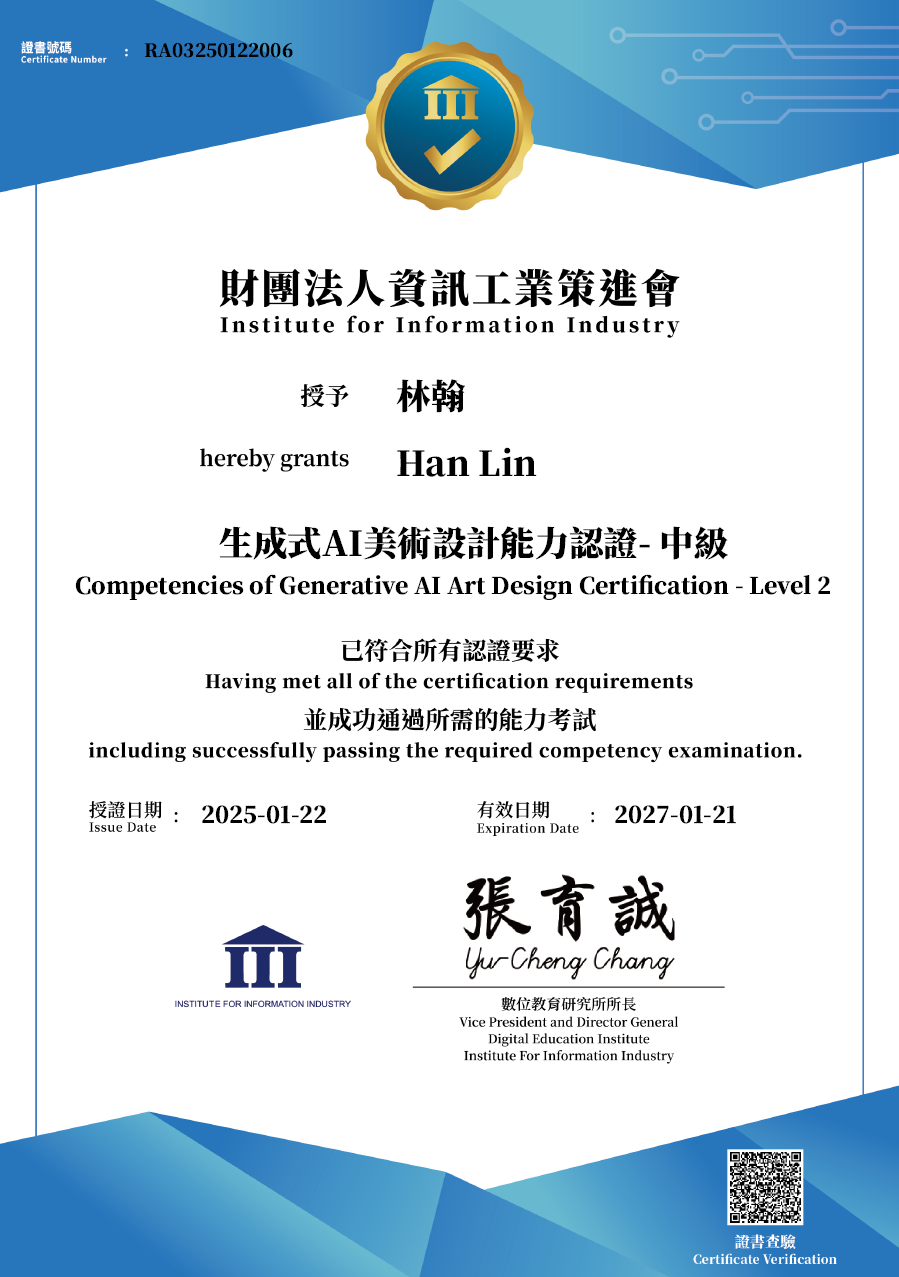 證書號碼
Certificate Number : RA03250122006
財團法人資訊工業策進會
Institute for Information Industry
授予 林翰
hereby grants Han Lin
生成式AI美術設計能力認證- 中級
Competencies of Generative AI Art Design Certification - Level 2
已符合所有認證要求
Having met all of the certification requirements
並成功通過所需的能力考試
including successfully passing the required competency examination.
授證日期
Issue Date : 2025-01-22
有效日期
Expiration Date : 2027-01-21
INSTITUTE FOR INFORMATION INDUSTRY
張育誠
Yu-Cheng Chang
數位教育研究所所長
Vice President and Director General
Digital Education Institute
Institute For Information Industry
證書查驗
Certificate Verification